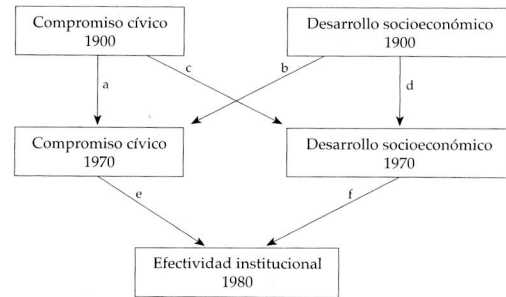 Compromiso cívico
1900
Desarrollo socioeconómico
1900
a
c
b
d
Compromiso cívico
1970
Desarrollo socioeconómico
1970
e
f
Efectividad institucional
1980